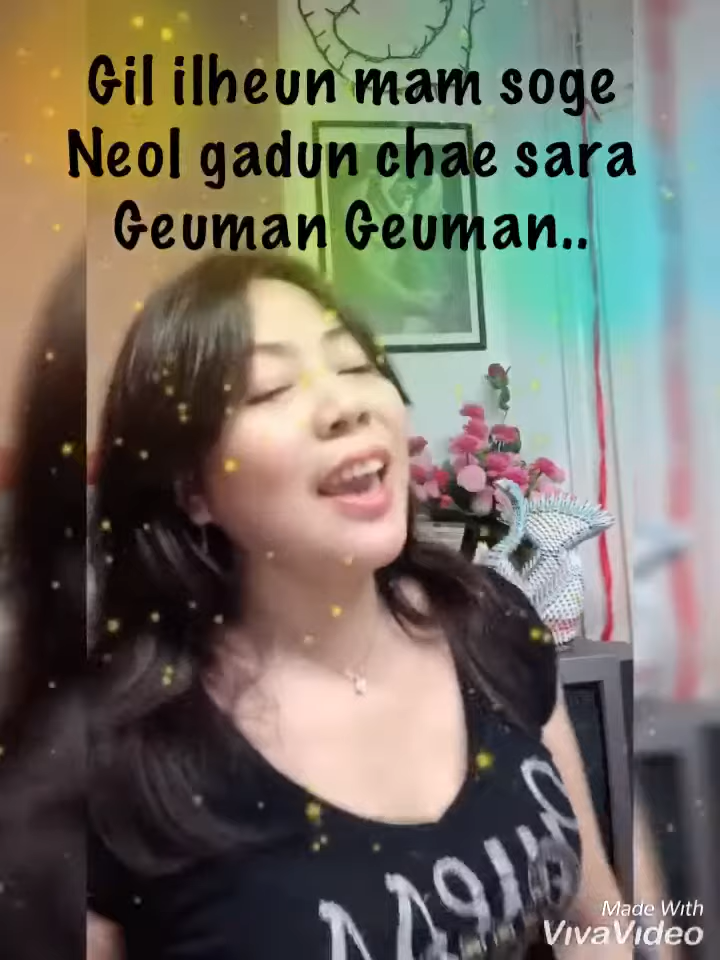 Gil ilheun mam soge
Neol gadun chae sara
Geuman Geuman..
Made With
VivaVideo